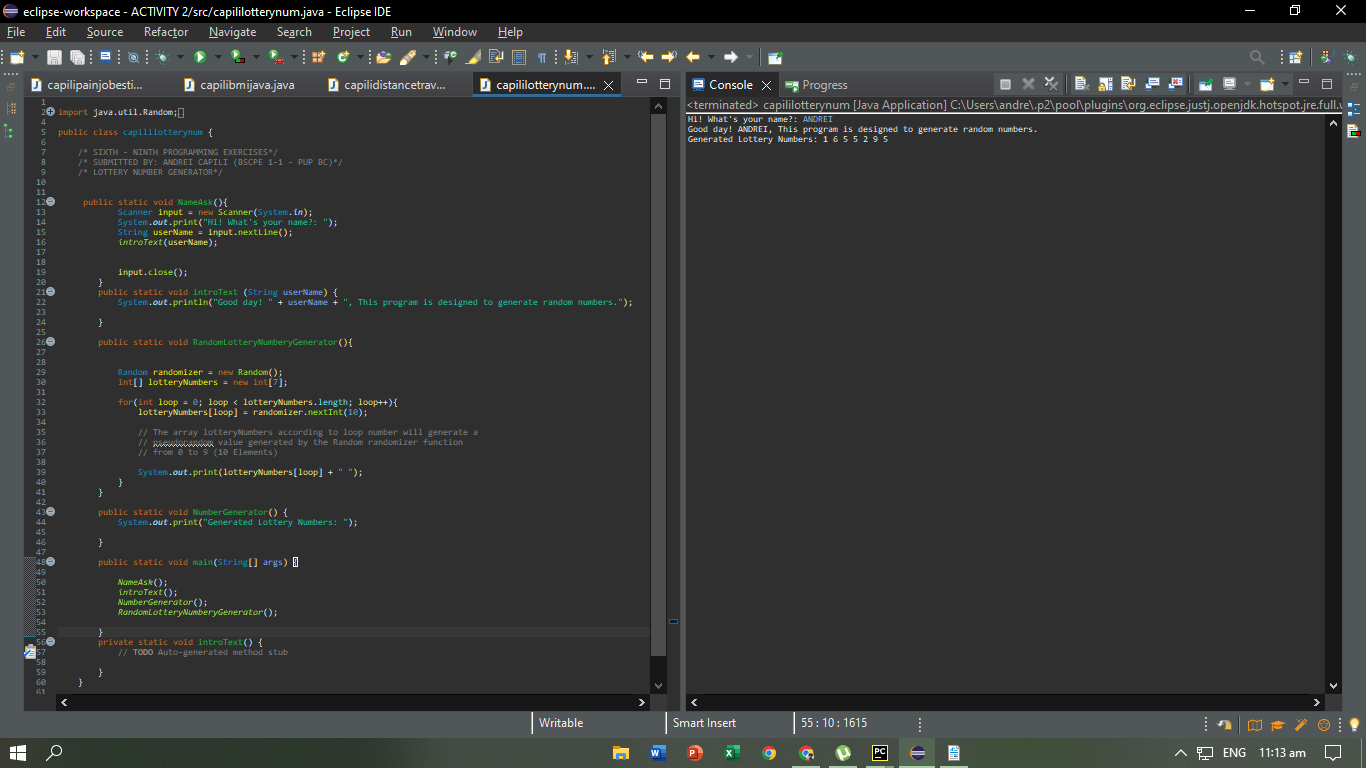 eclipse-workspace - ACTIVITY 2/src/capililotterynum.java - Eclipse IDE
File Edit Source Refactor Navigate Search Project Run Window Help
capilipainjobesti... capilibmijava.java capilidistancetrav... capililotterynum....
1
2 import java.util.Random;
4
5 public class capililotterynum {
6
7 /* SIXTH - NINTH PROGRAMMING EXERCISES*/
8 /* SUBMITTED BY: ANDREI CAPILI (BSCPE 1-1 - PUP BC)*/
9 /* LOTTERY NUMBER GENERATOR*/
10
11
12 public static void NameAsk(){
13 Scanner input = new Scanner(System.in);
14 System.out.print("Hi! What's your name?: ");
15 String userName = input.nextLine();
16 introText(userName);
17
18
19 input.close();
20 }
21 public static void introText (String userName) {
22 System.out.println("Good day! " + userName + ", This program is designed to generate random numbers.");
23
24 }
25
26 public static void RandomLotteryNumberyGenerator(){
27
28
29 Random randomizer = new Random();
30 int[] lotteryNumbers = new int[7];
31
32 for(int loop = 0; loop < lotteryNumbers.length; loop++){
33 lotteryNumbers[loop] = randomizer.nextInt(10);
34
35 // The array lotteryNumbers according to loop number will generate a
36 // pseudorandom value generated by the Random randomizer function
37 // from 0 to 9 (10 Elements)
38
39 System.out.print(lotteryNumbers[loop] + " ");
40 }
41 }
42
43 public static void NumberGenerator() {
44 System.out.print("Generated Lottery Numbers: ");
45
46 }
47
48 public static void main(String[] args) {
49
50 NameAsk();
51 introText();
52 NumberGenerator();
53 RandomLotteryNumberyGenerator();
54
55 }
56 private static void introText() {
57 // TODO Auto-generated method stub
58
59 }
60 }
61
Console Progress
<terminated> capililotterynum [Java Application] C:\Users\andre\.p2\pool\plugins\org.eclipse.justj.openjdk.hotspot.jre.full.v
Hi! What's your name?: ANDREI
Good day! ANDREI, This program is designed to generate random numbers.
Generated Lottery Numbers: 1 6 5 5 2 9 5
Writable Smart Insert 55 : 10 : 1615
ENG 11:13 am